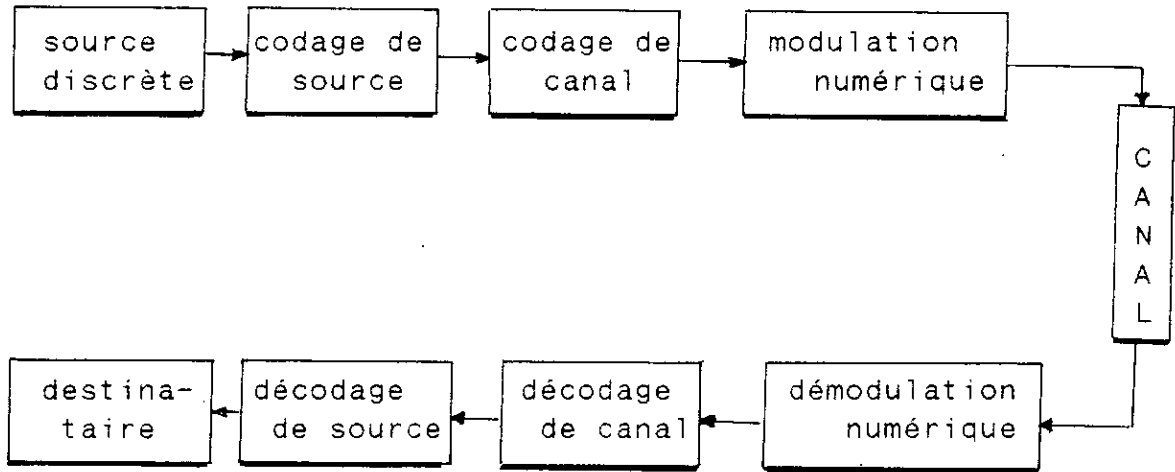 source
discrète
codage de
source
codage de
canal
modulation
numérique
C
A
N
A
L
destina-
taire
décodage
de source
décodage
de canal
démodulation
numérique